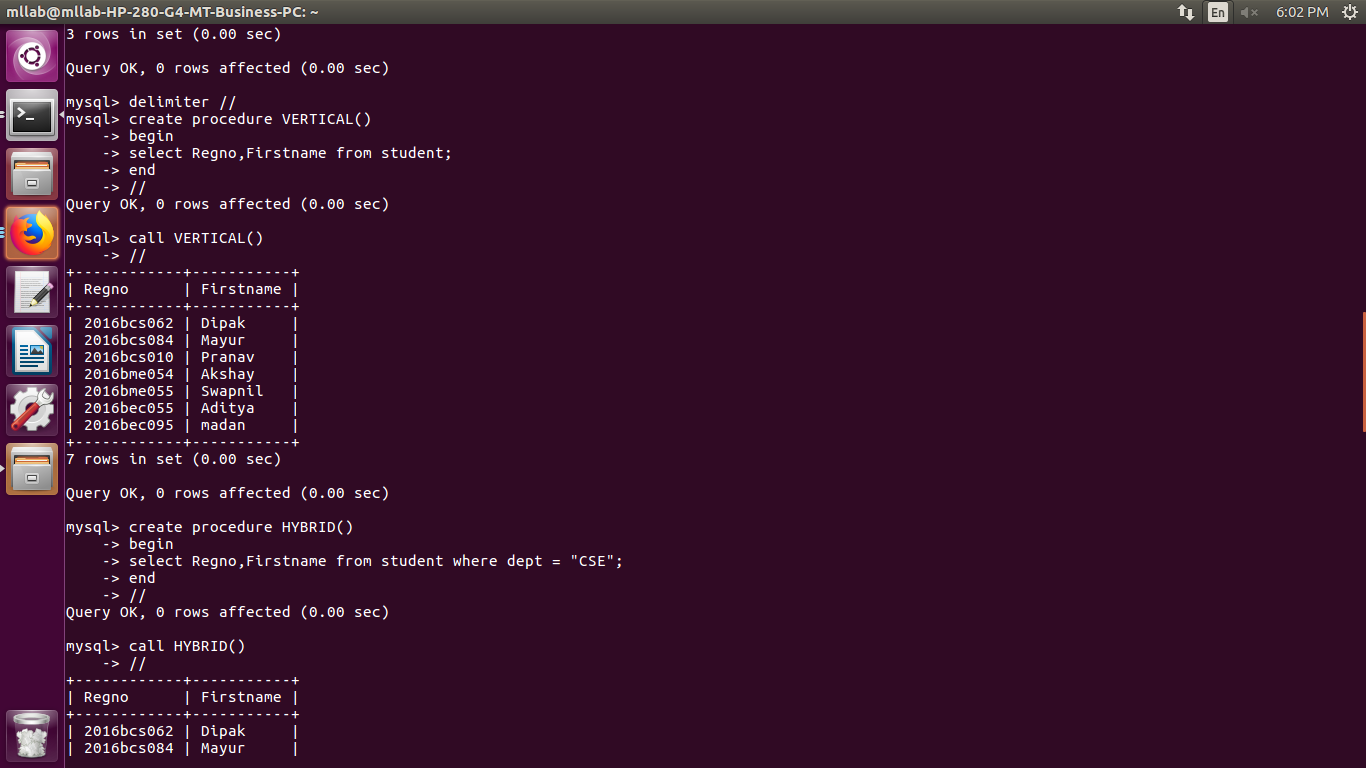 mllab@mllab-HP-280-G4-MT-Business-PC: ~ En 6:02 PM
3 rows in set (0.00 sec)
Query OK, 0 rows affected (0.00 sec)
mysql> delimiter //
mysql> create procedure VERTICAL()
    -> begin
    -> select Regno,Firstname from student;
    -> end
    -> //
Query OK, 0 rows affected (0.00 sec)
mysql> call VERTICAL()
    -> //
+------------+-----------+
| Regno      | Firstname |
+------------+-----------+
| 2016bcs062 | Dipak     |
| 2016bcs084 | Mayur     |
| 2016bcs010 | Pranav    |
| 2016bme054 | Akshay    |
| 2016bme055 | Swapnil   |
| 2016bec055 | Aditya    |
| 2016bec095 | madan     |
+------------+-----------+
7 rows in set (0.00 sec)
Query OK, 0 rows affected (0.00 sec)
mysql> create procedure HYBRID()
    -> begin
    -> select Regno,Firstname from student where dept = "CSE";
    -> end
    -> //
Query OK, 0 rows affected (0.00 sec)
mysql> call HYBRID()
    -> //
+------------+-----------+
| Regno      | Firstname |
+------------+-----------+
| 2016bcs062 | Dipak     |
| 2016bcs084 | Mayur     |